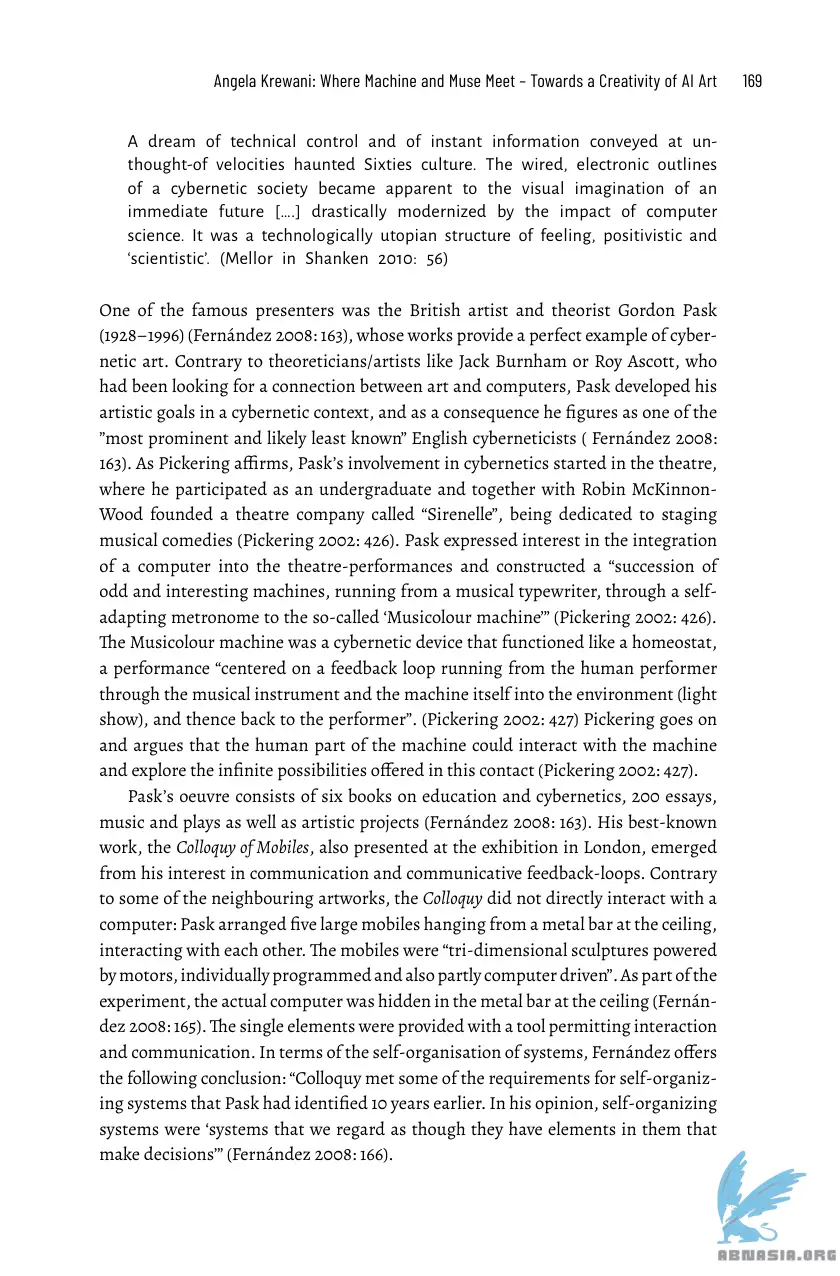 Angela Krewani: Where Machine and Muse Meet – Towards a Creativity of AI Art 169
A dream of technical control and of instant information conveyed at un-
thought-of velocities haunted Sixties culture. The wired, electronic outlines
of a cybernetic society became apparent to the visual imagination of an
immediate future [….] drastically modernized by the impact of computer
science. It was a technologically utopian structure of feeling, positivistic and
‘scientistic’. (Mellor in Shanken 2010: 56)
One of the famous presenters was the British artist and theorist Gordon Pask
(1928–1996) (Fernández 2008: 163), whose works provide a perfect example of cyber-
netic art. Contrary to theoreticians/artists like Jack Burnham or Roy Ascott, who
had been looking for a connection between art and computers, Pask developed his
artistic goals in a cybernetic context, and as a consequence he figures as one of the
”most prominent and likely least known” English cyberneticists ( Fernández 2008:
163). As Pickering affirms, Pask’s involvement in cybernetics started in the theatre,
where he participated as an undergraduate and together with Robin McKinnon-
Wood founded a theatre company called “Sirenelle”, being dedicated to staging
musical comedies (Pickering 2002: 426). Pask expressed interest in the integration
of a computer into the theatre-performances and constructed a “succession of
odd and interesting machines, running from a musical typewriter, through a self-
adapting metronome to the so-called ‘Musicolour machine’” (Pickering 2002: 426).
The Musicolour machine was a cybernetic device that functioned like a homeostat,
a performance “centered on a feedback loop running from the human performer
through the musical instrument and the machine itself into the environment (light
show), and thence back to the performer”. (Pickering 2002: 427) Pickering goes on
and argues that the human part of the machine could interact with the machine
and explore the infinite possibilities offered in this contact (Pickering 2002: 427).
Pask’s oeuvre consists of six books on education and cybernetics, 200 essays,
music and plays as well as artistic projects (Fernández 2008: 163). His best-known
work, the Colloquy of Mobiles, also presented at the exhibition in London, emerged
from his interest in communication and communicative feedback-loops. Contrary
to some of the neighbouring artworks, the Colloquy did not directly interact with a
computer: Pask arranged five large mobiles hanging from a metal bar at the ceiling,
interacting with each other. The mobiles were “tri-dimensional sculptures powered
by motors, individually programmed and also partly computer driven”. As part of the
experiment, the actual computer was hidden in the metal bar at the ceiling (Fernán-
dez 2008: 165). The single elements were provided with a tool permitting interaction
and communication. In terms of the self-organisation of systems, Fernández offers
the following conclusion: “Colloquy met some of the requirements for self-organiz-
ing systems that Pask had identified 10 years earlier. In his opinion, self-organizing
systems were ‘systems that we regard as though they have elements in them that
make decisions’” (Fernández 2008: 166).
ABNASIA.ORG